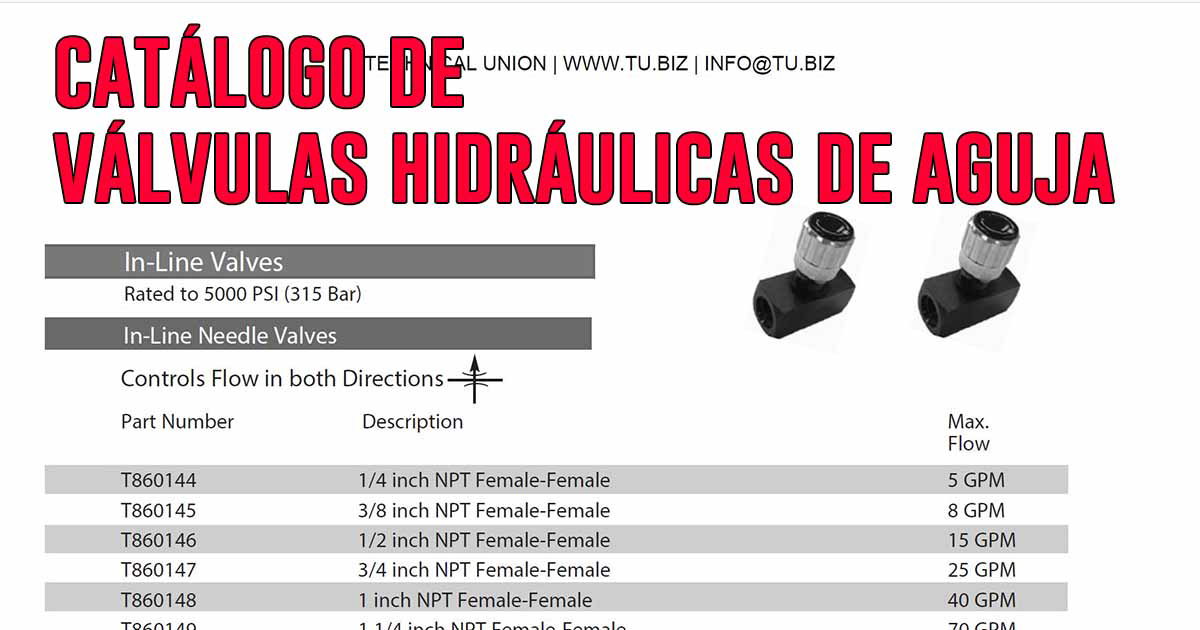 CATÁLOGO DE
TECHNICAL UNION | WWW.TU.BIZ | INFO@TU.BIZ
VÁLVULAS HIDRÁULICAS DE AGUJA
In-Line Valves
Rated to 5000 PSI (315 Bar)
In-Line Needle Valves
Controls Flow in both Directions
Part Number Description Max.
Flow
T860144 1/4 inch NPT Female-Female 5 GPM
T860145 3/8 inch NPT Female-Female 8 GPM
T860146 1/2 inch NPT Female-Female 15 GPM
T860147 3/4 inch NPT Female-Female 25 GPM
T860148 1 inch NPT Female-Female 40 GPM
T860149 1 1/4 inch NPT Female-Female 70 GPM